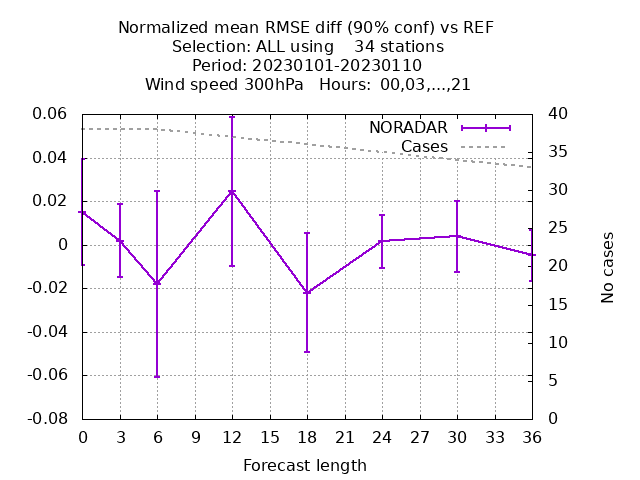 Normalized mean RMSE diff (90% conf) vs REF
Selection: ALL using    34 stations
Period: 20230101-20230110
Wind speed 300hPa   Hours:  00,03,...,21
NORADAR
Cases
0.06
0.04
0.02
0
-0.02
-0.04
-0.06
-0.08
40
35
30
25
20
15
10
5
0
No cases
0 3 6 9 12 15 18 21 24 27 30 33 36
Forecast length